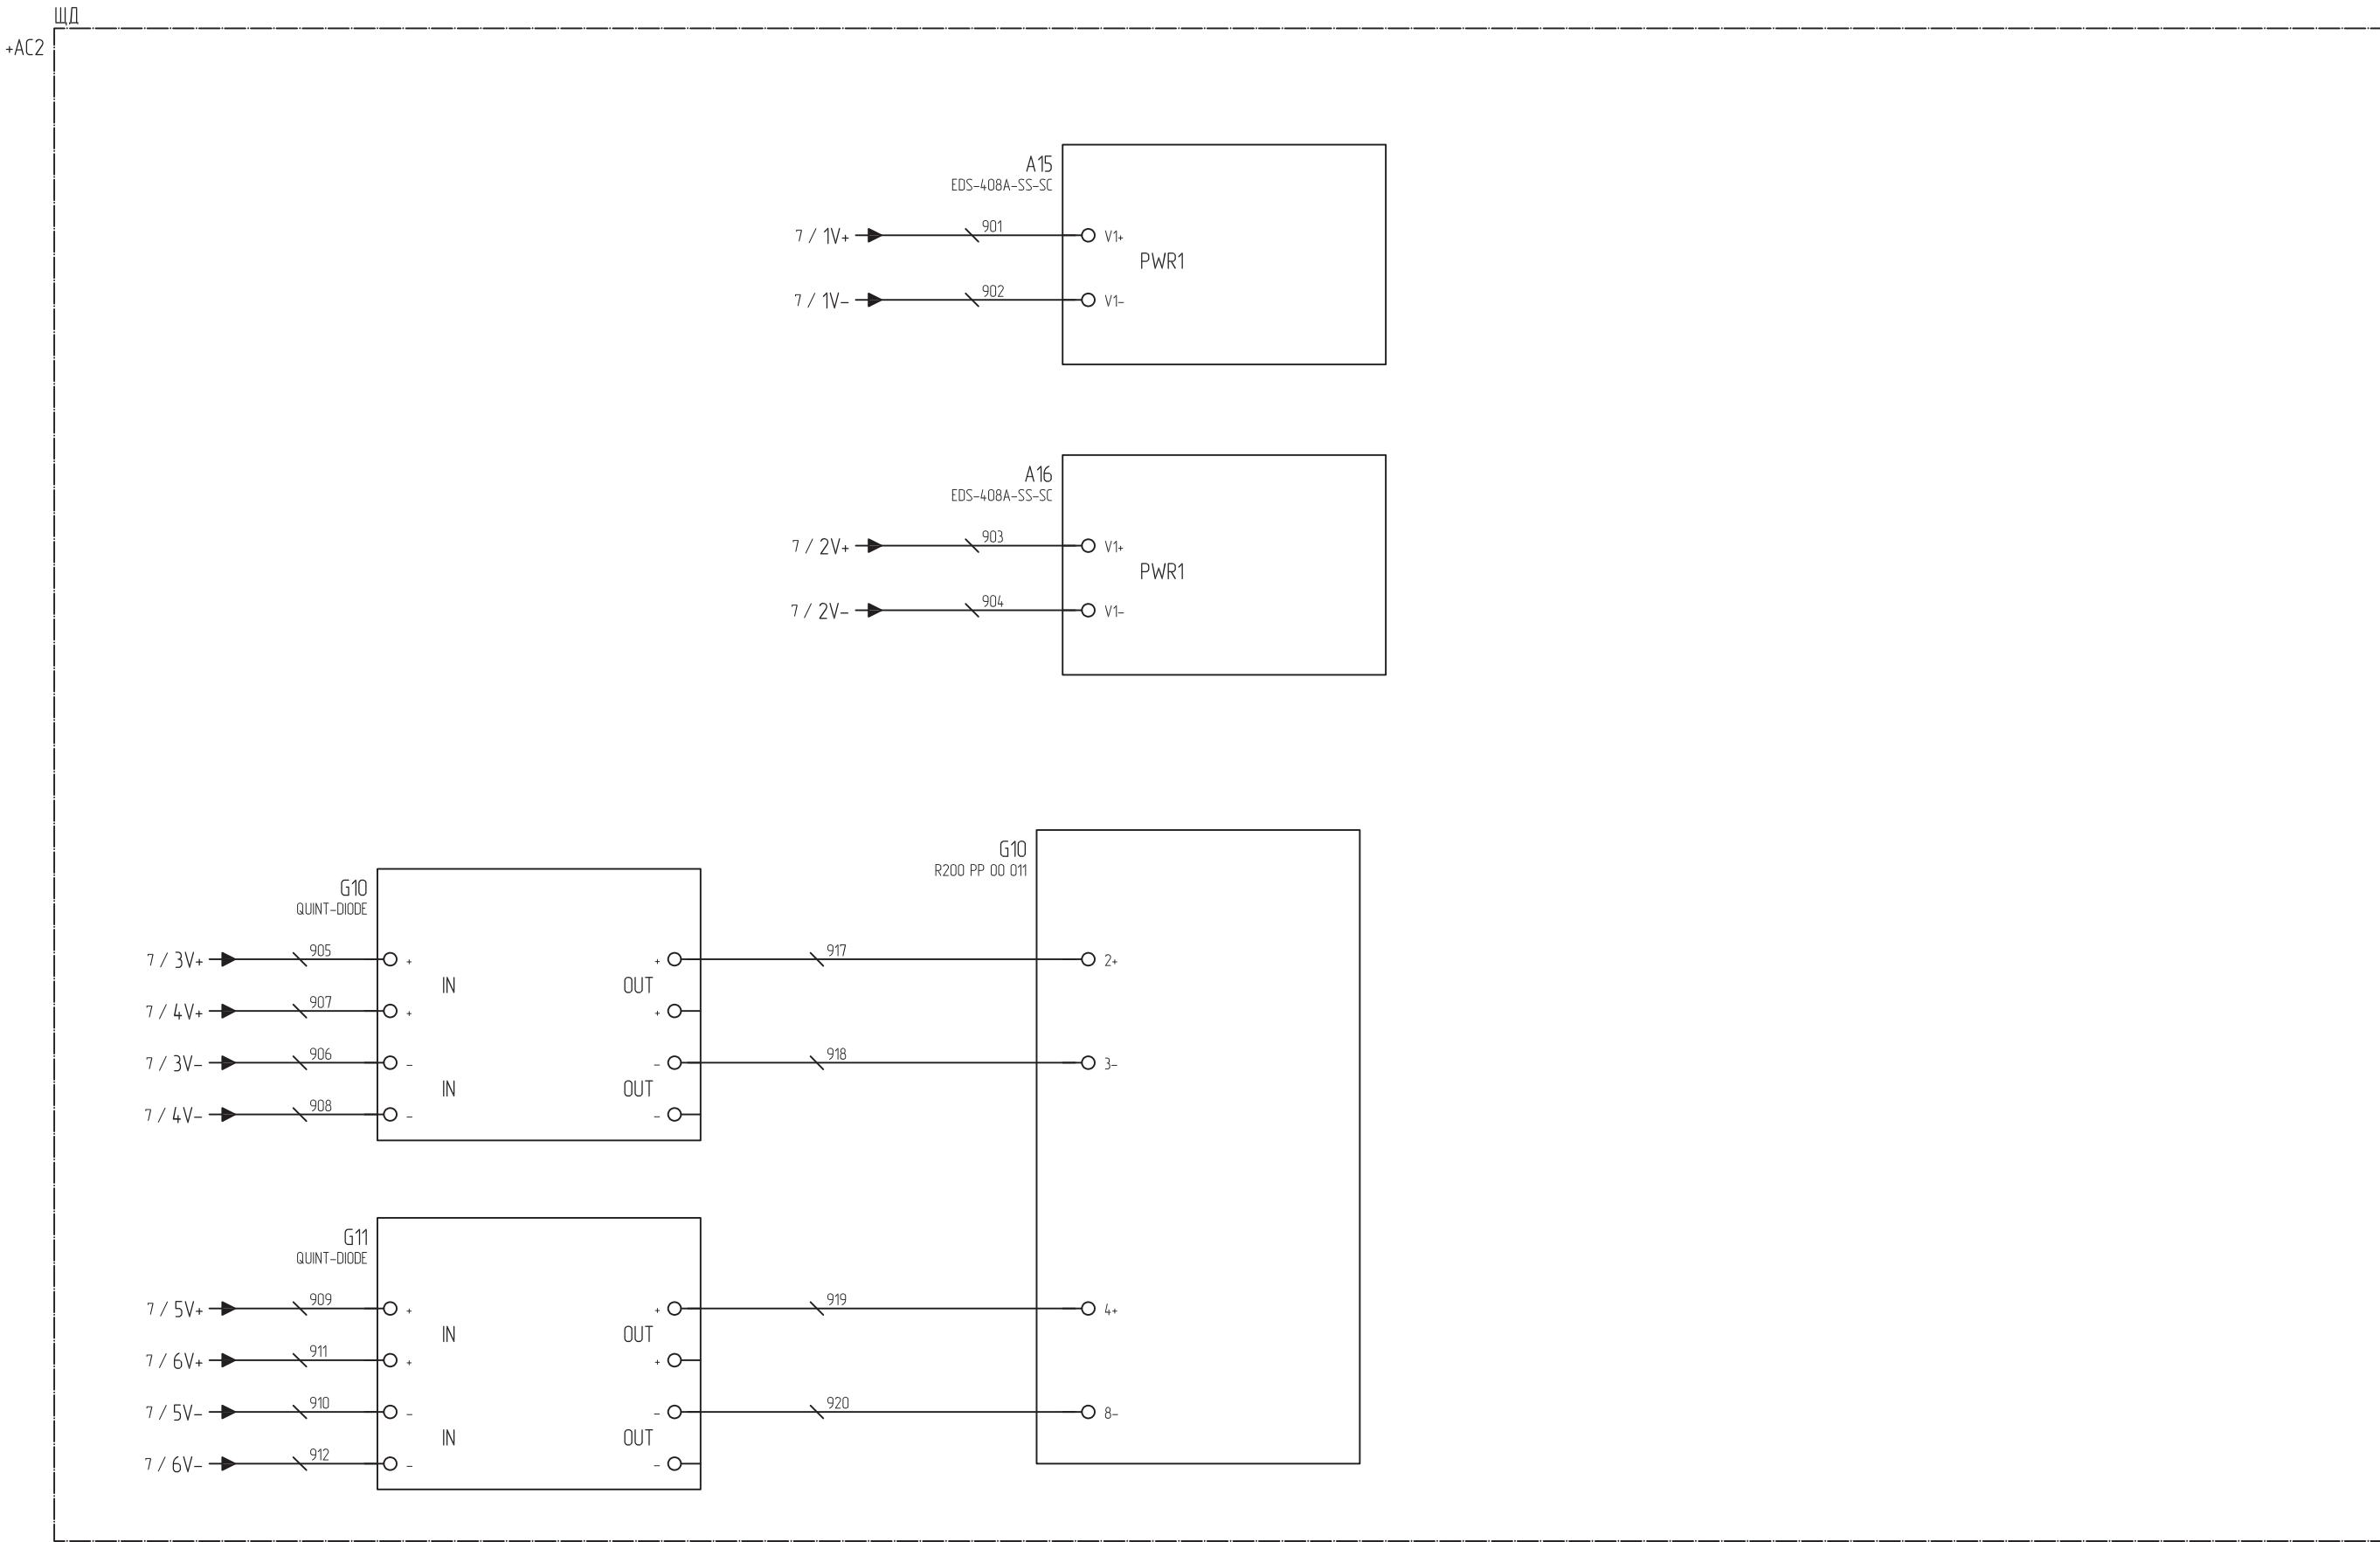 ЩД
+AC2
A15
EDS-408A-SS-SC
7 / 1V+
901
V1+
PWR1
7 / 1V-
902
V1-
A16
EDS-408A-SS-SC
7 / 2V+
903
V1+
PWR1
7 / 2V-
904
V1-
G10
R200 PP 00 011
G10
QUINT-DIODE
7 / 3V+ 905 + + 917 2+
IN OUT
7 / 4V+ 907 + +
7 / 3V- 906 - - 918 3-
IN OUT
7 / 4V- 908 - -
G11
QUINT-DIODE
7 / 5V+ 909 + + 919 4+
IN OUT
7 / 6V+ 911 + +
7 / 5V- 910 - - 920 8-
IN OUT
7 / 6V- 912 - -